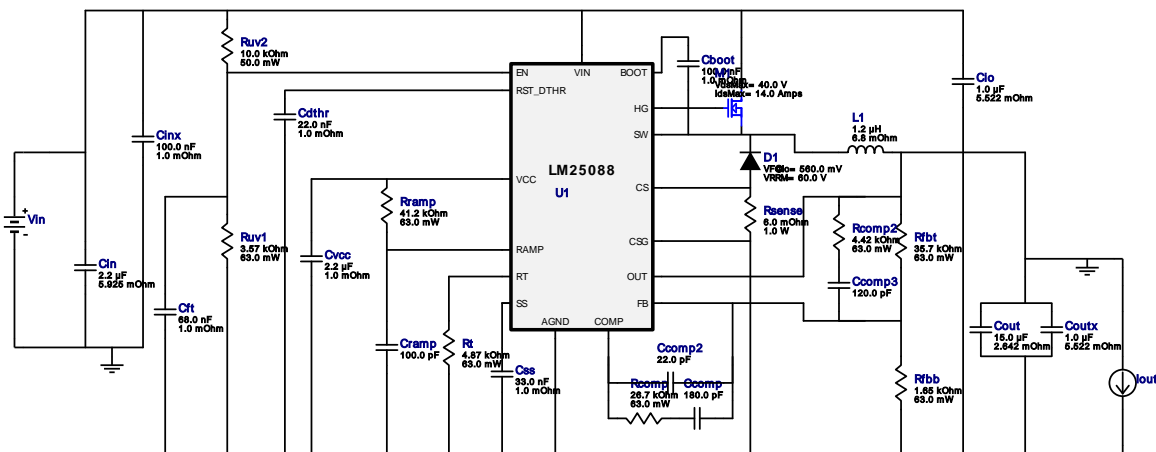 Ruv2
10.0 kOhm
50.0 mW
EN
VIN
BOOT
RST_DTHR
HG
SW
LM25088
U1
VCC
CS
CSG
RAMP
RT
OUT
SS
FB
AGND
COMP
Cboot
1.0 mOhm
VdsMax= 40.0 V
IdsMax= 14.0 Amps
Cio
1.0 µF
5.522 mOhm
L1
1.2 µH
6.8 mOhm
Cdthr
22.0 nF
1.0 mOhm
Cinx
100.0 nF
1.0 mOhm
D1
560.0 mV
VRRM= 60.0 V
Vin
+
-
Rramp
41.2 kOhm
63.0 mW
Rsense
6.0 mOhm
1.0 W
Rcomp2
4.42 kOhm
63.0 mW
Rfbt
35.7 kOhm
63.0 mW
Ruv1
3.57 kOhm
63.0 mW
Cvcc
2.2 µF
1.0 mOhm
Cin
2.2 µF
5.925 mOhm
Ccomp3
120.0 pF
Cft
68.0 nF
1.0 mOhm
Cramp
100.0 pF
Rt
4.87 kOhm
63.0 mW
Css
33.0 nF
1.0 mOhm
Ccomp2
22.0 pF
Rcomp
26.7 kOhm
63.0 mW
Ccomp
180.0 pF
Cout
15.0 µF
2.642 mOhm
Coutx
1.0 µF
5.522 mOhm
Rfbb
1.65 kOhm
63.0 mW
Iout